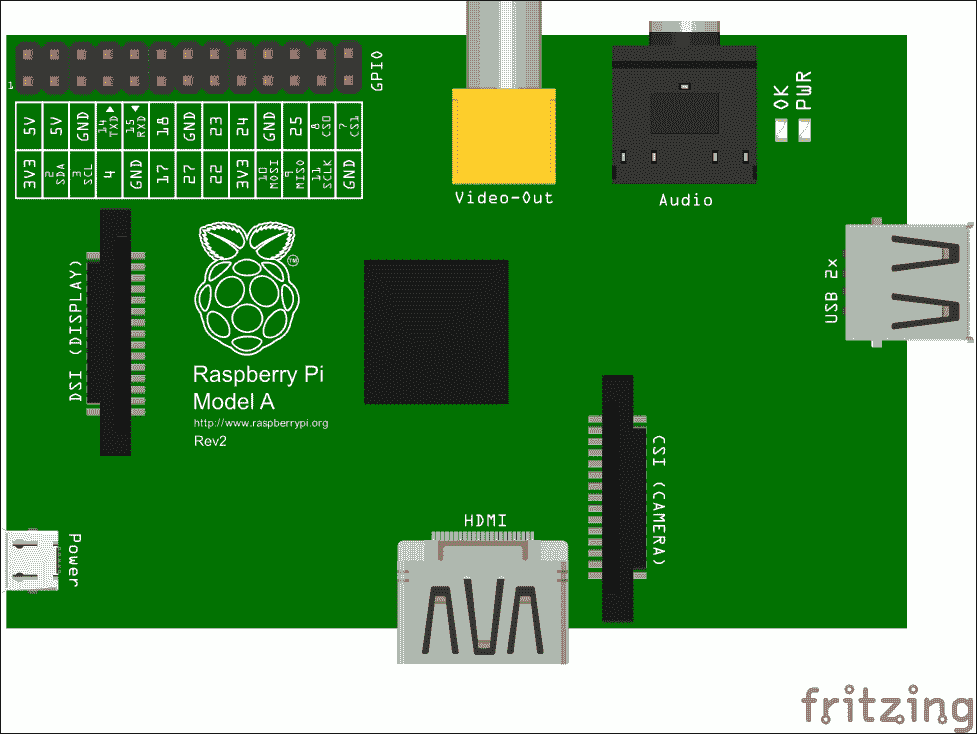 GPIO
1
5V 5V GND 14 TXD 15 RXD 18 GND 23 24 GND 25 8 CS0 7 CS1
3V3 2 SDA 3 SCL 4 GND 17 27 22 3V3 10 MOSI 9 MISO 11 SCLK GND
OK
PWR
Video-Out
Audio
USB 2x
DSI (DISPLAY)
TM
Raspberry Pi
Model A
http://www.raspberrypi.org
Rev2
CSI (CAMERA)
HDMI
Power
fritzing